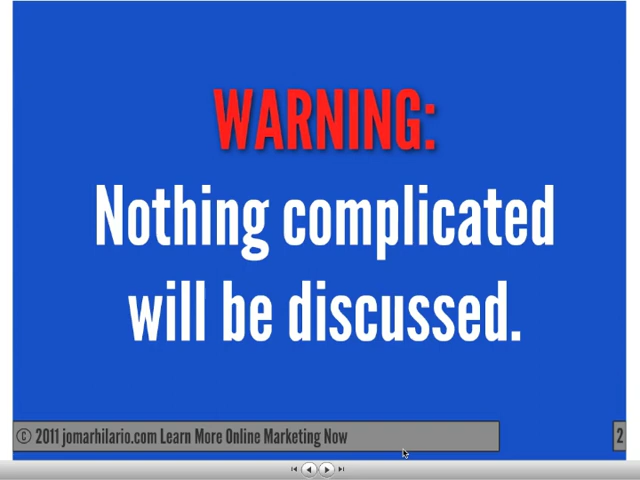 WARNING:
Nothing complicated
will be discussed.
© 2011 jomarhilario.com Learn More Online Marketing Now
2